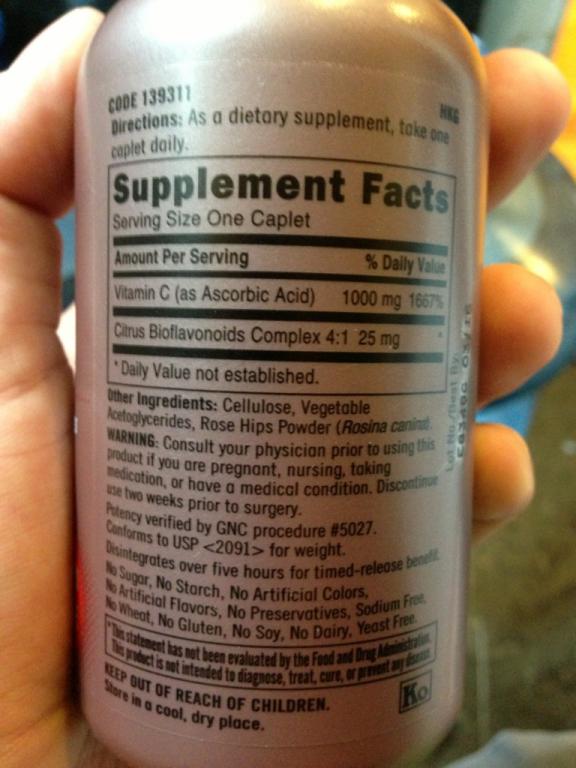 CODE 139311 HKG
Directions: As a dietary supplement, take one
caplet daily.
Supplement Facts
Serving Size One Caplet
Amount Per Serving % Daily Value
Vitamin C (as Ascorbic Acid) 1000 mg 1667%
Citrus Bioflavonoids Complex 4:1 25 mg *
* Daily Value not established.
Other Ingredients: Cellulose, Vegetable
Acetoglycerides, Rose Hips Powder (Rosina canina).
WARNING: Consult your physician prior to using this
product if you are pregnant, nursing, taking
medication, or have a medical condition. Discontinue
use two weeks prior to surgery.
Potency verified by GNC procedure #5027.
Conforms to USP <2091> for weight.
Disintegrates over five hours for timed-release benefit.
No Sugar, No Starch, No Artificial Colors,
No Artificial Flavors, No Preservatives, Sodium Free,
No Wheat, No Gluten, No Soy, No Dairy, Yeast Free.
*This statement has not been evaluated by the Food and Drug Administration.
This product is not intended to diagnose, treat, cure, or prevent any disease.
KEEP OUT OF REACH OF CHILDREN.
Store in a cool, dry place.
Ko
Lot No./Best By: